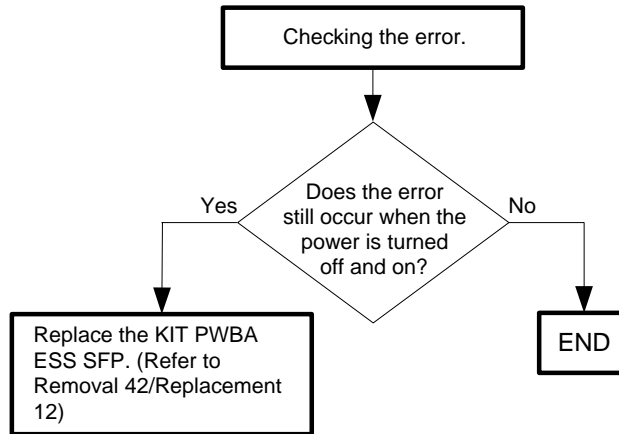 Checking the error.
Does the error
still occur when the
power is turned
off and on?
Yes
No
Replace the KIT PWBA
ESS SFP. (Refer to
Removal 42/Replacement
12)
END